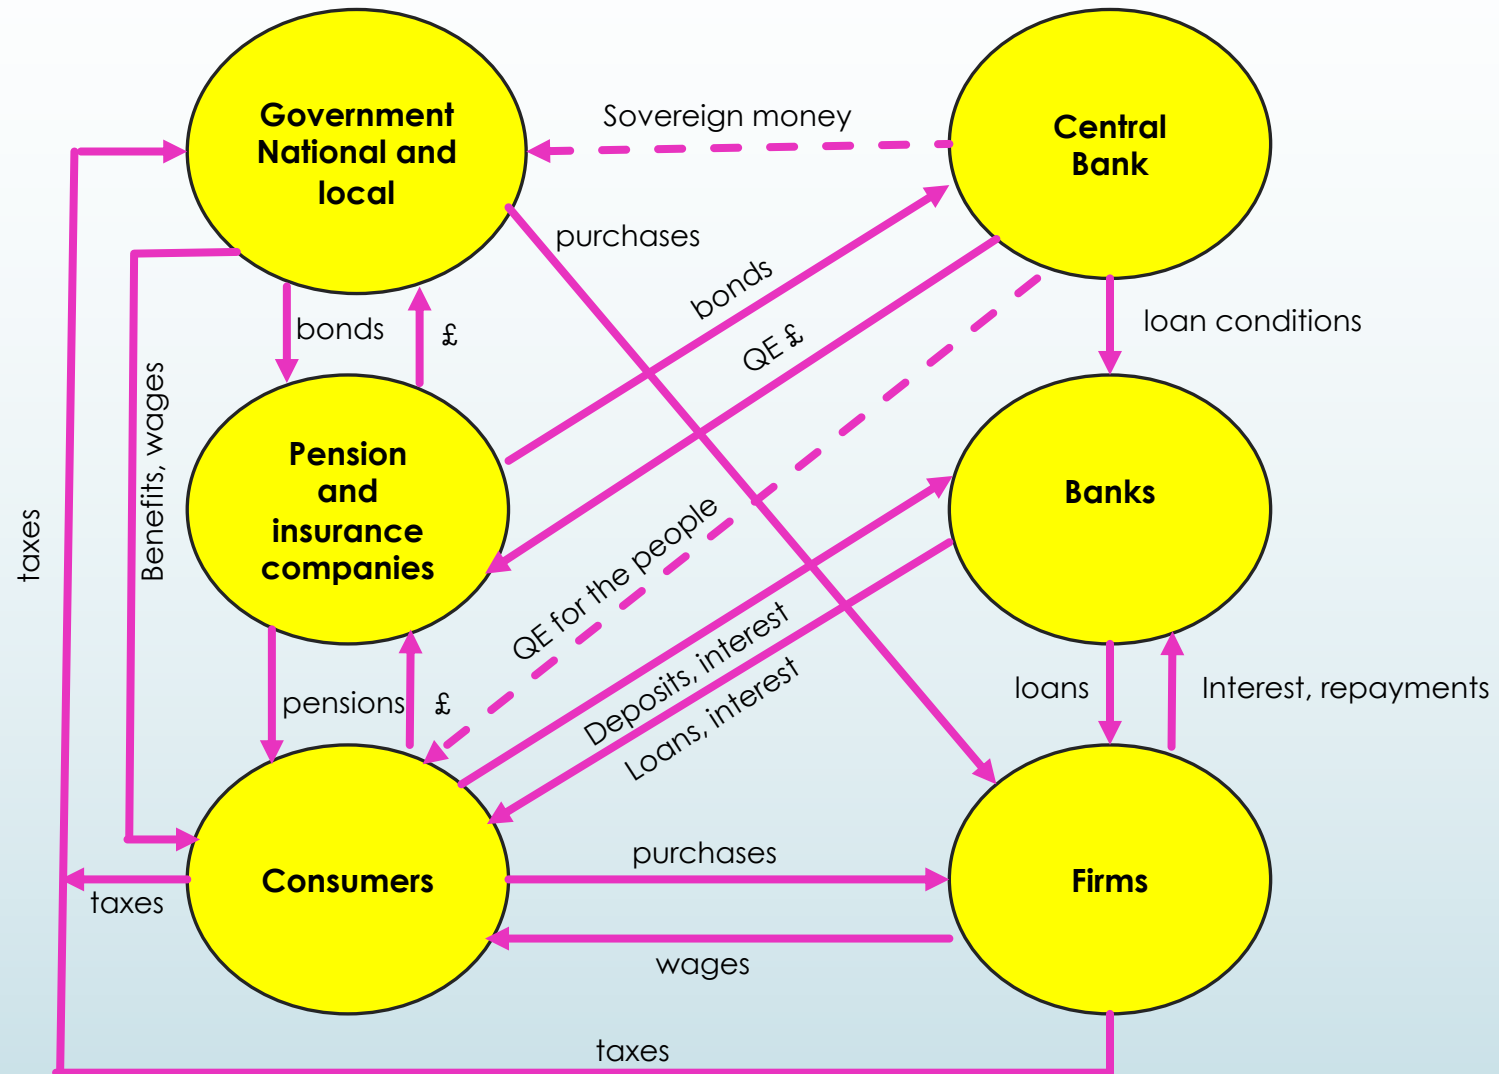 Government
National and
local
Sovereign money
Central
Bank
purchases
bonds
QE £
bonds
£
loan conditions
Benefits, wages
taxes
Pension
and
insurance
companies
Banks
QE for the people
Deposits, interest
Loans, interest
pensions
£
loans
Interest, repayments
Consumers
taxes
purchases
wages
Firms
taxes